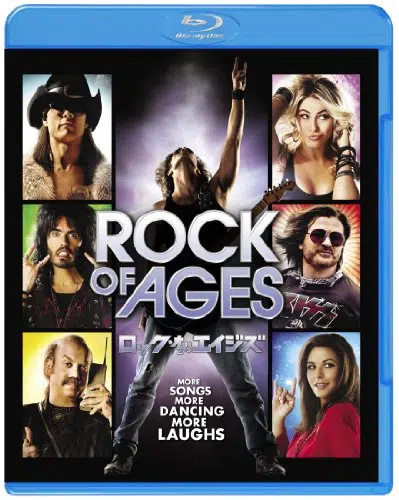 Blu-ray Disc
ROCK
OF AGES
ロック・オブ・エイジズ
MORE
SONGS
MORE
DANCING
MORE
LAUGHS